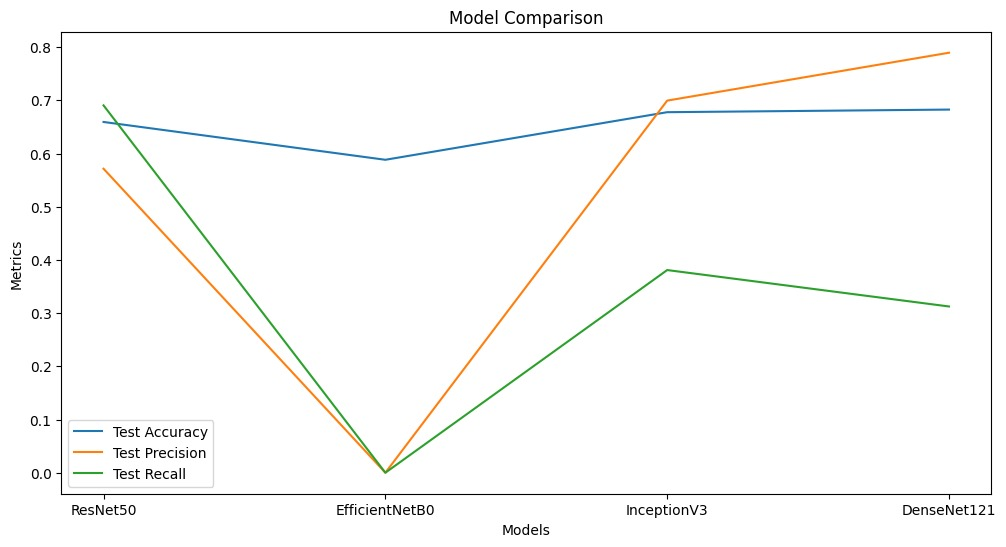 Model Comparison
0.8
0.7
0.6
0.5
0.4
0.3
0.2
0.1
0.0
Metrics
Test Accuracy
Test Precision
Test Recall
ResNet50 EfficientNetB0 InceptionV3 DenseNet121
Models